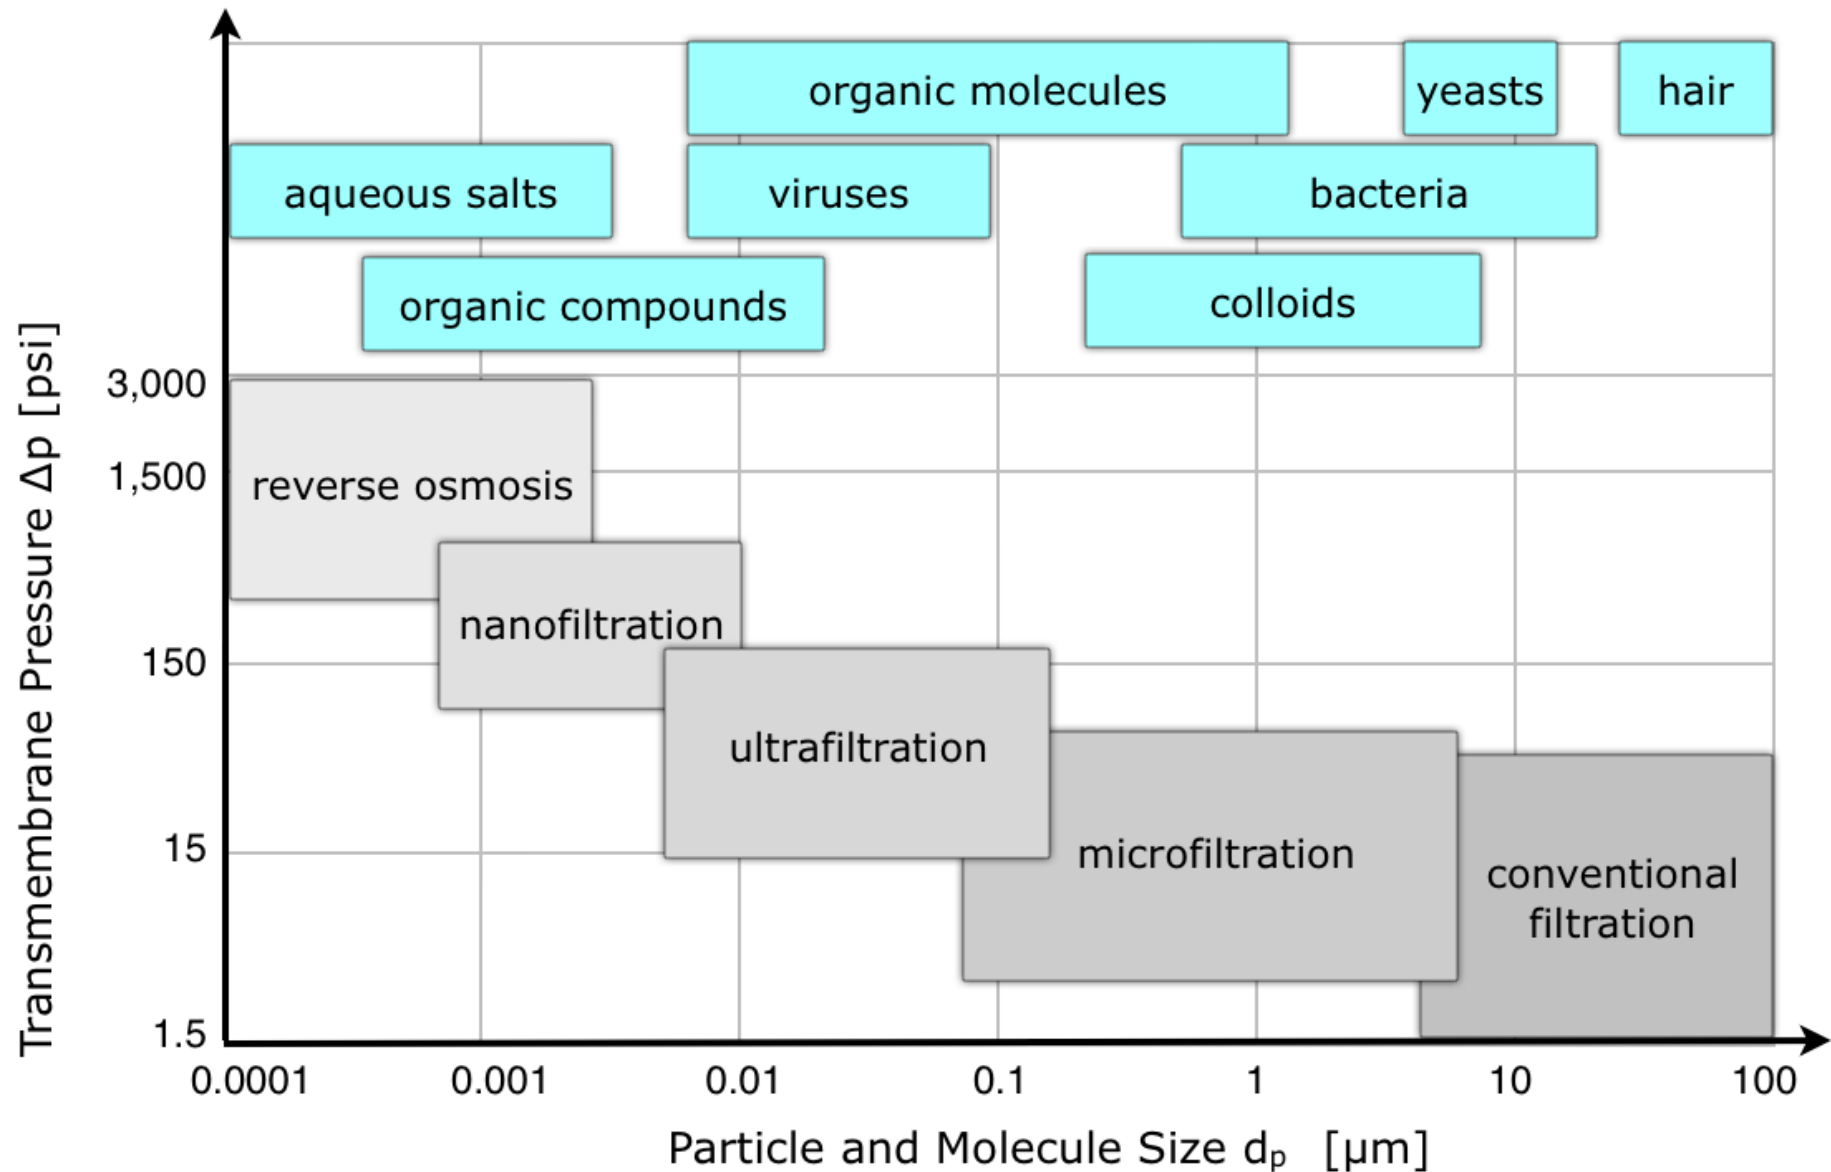 organic molecules
yeasts
hair
aqueous salts
viruses
bacteria
organic compounds
colloids
Transmembrane Pressure Δp [psi]
3,000
1,500
150
15
1.5
reverse osmosis
nanofiltration
ultrafiltration
microfiltration
conventional
filtration
0.0001
0.001
0.01
0.1
1
10
100
Particle and Molecule Size dₚ [µm]